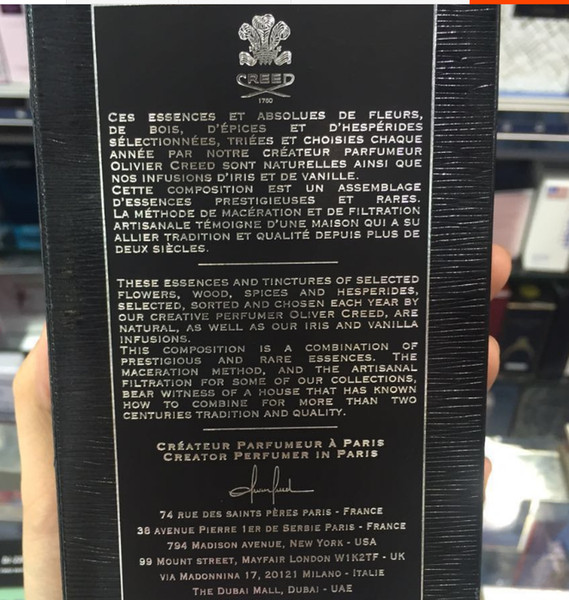 CREED
1760
CES ESSENCES ET ABSOLUES DE FLEURS,
DE BOIS, D'ÉPICES ET D'HESPÉRIDES
SÉLECTIONNÉES, TRIÉES ET CHOISIES CHAQUE
ANNÉE PAR NOTRE CRÉATEUR PARFUMEUR
OLIVIER CREED SONT NATURELLES AINSI QUE
NOS INFUSIONS D'IRIS ET DE VANILLE.
CETTE COMPOSITION EST UN ASSEMBLAGE
D'ESSENCES PRESTIGIEUSES ET RARES.
LA MÉTHODE DE MACÉRATION ET DE FILTRATION
ARTISANALE TÉMOIGNE D'UNE MAISON QUI A SU
ALLIER TRADITION ET QUALITÉ DEPUIS PLUS DE
DEUX SIÈCLES.
THESE ESSENCES AND TINCTURES OF SELECTED
FLOWERS, WOOD, SPICES AND HESPERIDES,
SELECTED, SORTED AND CHOSEN EACH YEAR BY
OUR CREATIVE PERFUMER OLIVER CREED, ARE
NATURAL, AS WELL AS OUR IRIS AND VANILLA
INFUSIONS.
THIS COMPOSITION IS A COMBINATION OF
PRESTIGIOUS AND RARE ESSENCES. THE
MACERATION METHOD, AND THE ARTISANAL
FILTRATION FOR SOME OF OUR COLLECTIONS,
BEAR WITNESS OF A HOUSE THAT HAS KNOWN
HOW TO COMBINE FOR MORE THAN TWO
CENTURIES TRADITION AND QUALITY.
CRÉATEUR PARFUMEUR À PARIS
CREATOR PERFUMER IN PARIS
74 RUE DES SAINTS PÈRES PARIS - FRANCE
38 AVENUE PIERRE 1ER DE SERBIE PARIS - FRANCE
794 MADISON AVENUE, NEW YORK - USA
99 MOUNT STREET, MAYFAIR LONDON W1K2TF - UK
VIA MADONNINA 17, 20121 MILANO - ITALIE
THE DUBAI MALL, DUBAI - UAE